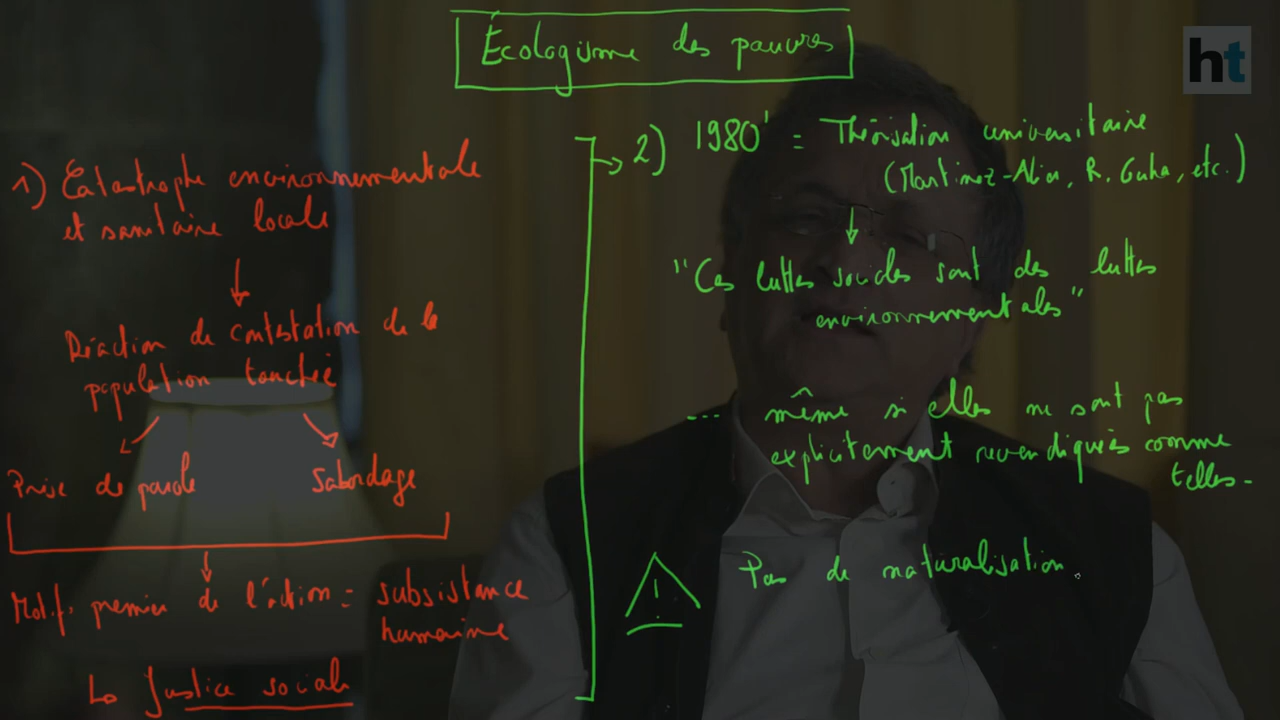 Écologisme des pauvres
ht
1) Catastrophe environnementale
et sanitaire locale
Réaction de contestation de la
population touchée
Prise de parole
Sabordage
Motif premier de l'action = subsistance
humaine
↳ Justice sociale
→ 2) 1980' = Théorisation universitaire
(Martinez-Alier, R. Guha, etc.)
"Ces luttes sociales sont des luttes
environnementales"
... même si elles ne sont pas
explicitement revendiquées comme
telles.
! Pas de naturalisation